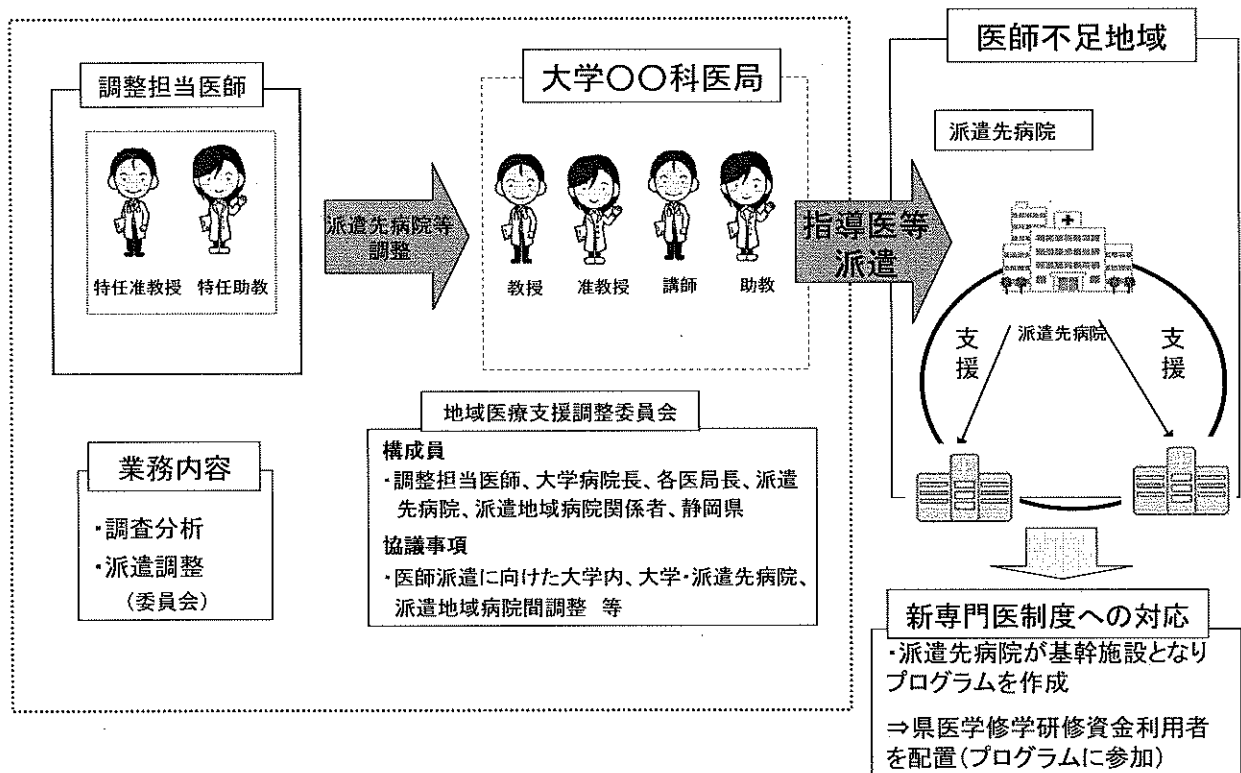 調整担当医師
特任准教授
特任助教
派遣先病院等
調整
大学〇〇科医局
教授
准教授
講師
助教
指導医等
派遣
医師不足地域
派遣先病院
派遣先病院
支援
支援
業務内容
・調査分析
・派遣調整
(委員会)
地域医療支援調整委員会
構成員
・調整担当医師、大学病院長、各医局長、派遣
先病院、派遣地域病院関係者、静岡県
協議事項
・医師派遣に向けた大学内、大学・派遣先病院、
派遣地域病院間調整 等
新専門医制度への対応
・派遣先病院が基幹施設となり
プログラムを作成
⇒県医学修学研修資金利用者
を配置(プログラムに参加)